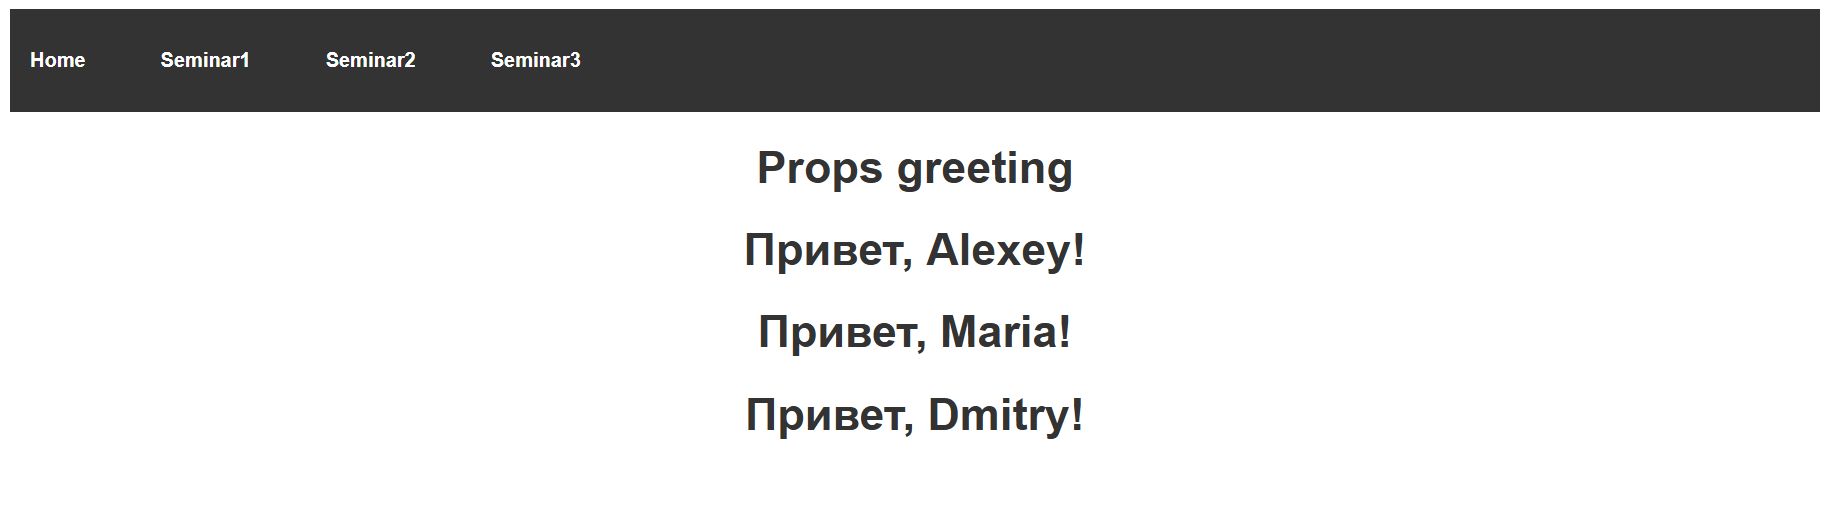 Home Seminar1 Seminar2 Seminar3
Props greeting
Привет, Alexey!
Привет, Maria!
Привет, Dmitry!